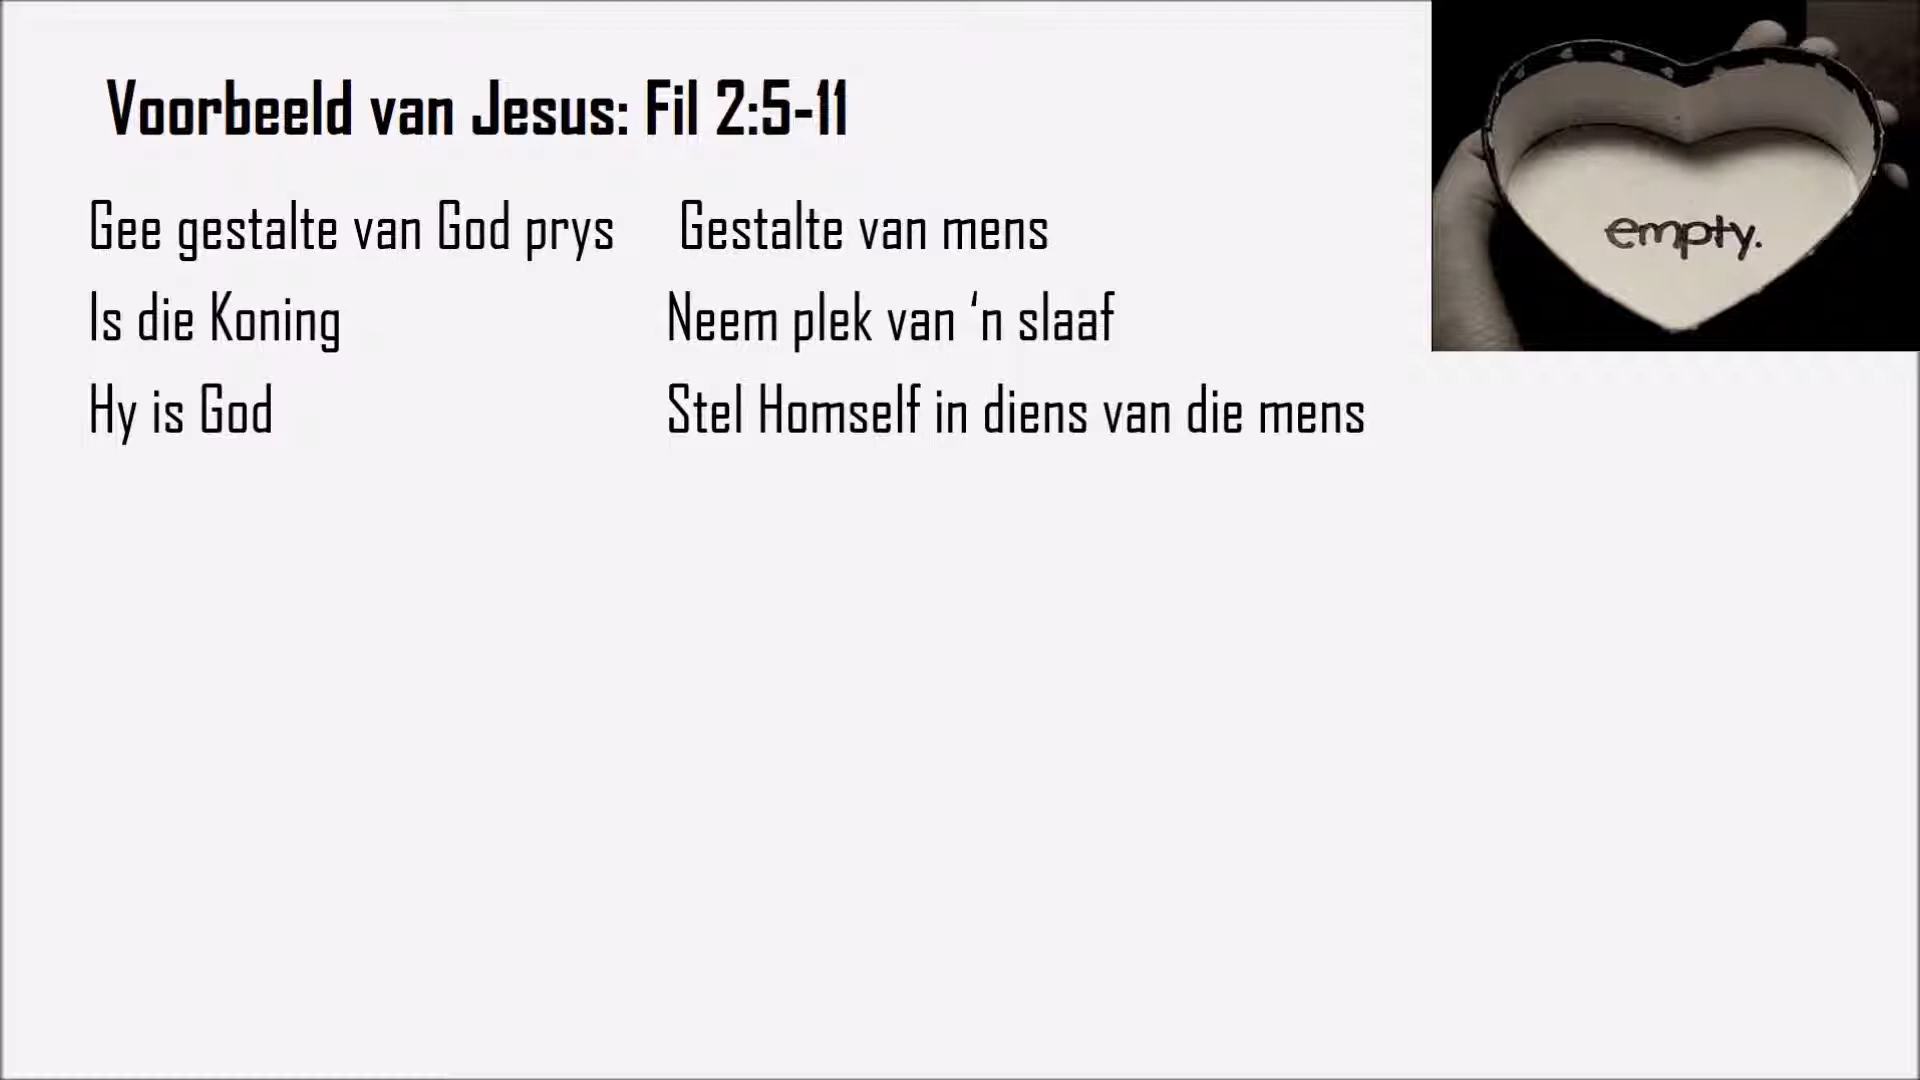 Voorbeeld van Jesus: Fil 2:5-11
Gee gestalte van God prys Gestalte van mens
Is die Koning Neem plek van ‘n slaaf
Hy is God Stel Homself in diens van die mens
empty.